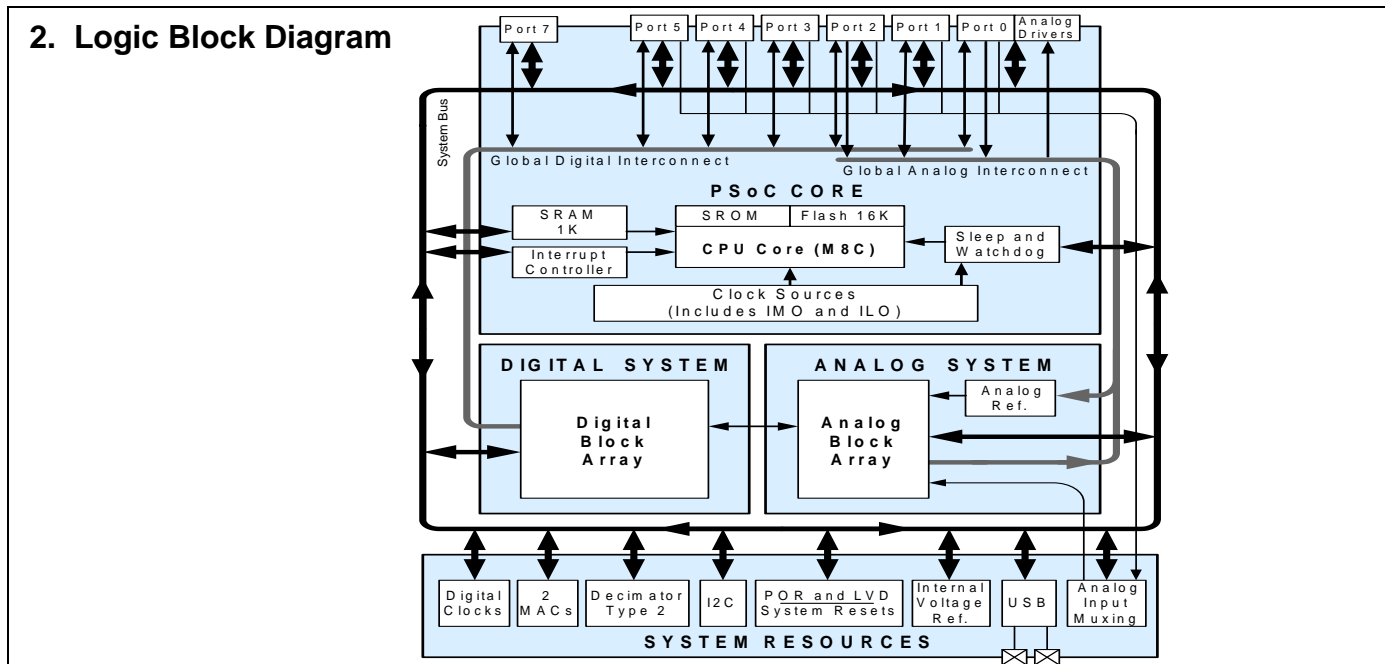 2. Logic Block Diagram
Port 7
Port 5
Port 4
Port 3
Port 2
Port 1
Port 0
Analog
Drivers
System Bus
Global Digital Interconnect
Global Analog Interconnect
PSoC CORE
SRAM
1K
SROM
Flash 16K
CPU Core (M8C)
Interrupt
Controller
Sleep and
Watchdog
Clock Sources
(Includes IMO and ILO)
DIGITAL SYSTEM
Digital
Block
Array
ANALOG SYSTEM
Analog
Block
Array
Analog
Ref.
Digital
Clocks
2
MACs
Decimator
Type 2
I2C
POR and LVD
System Resets
Internal
Voltage
Ref.
USB
Analog
Input
Muxing
SYSTEM RESOURCES